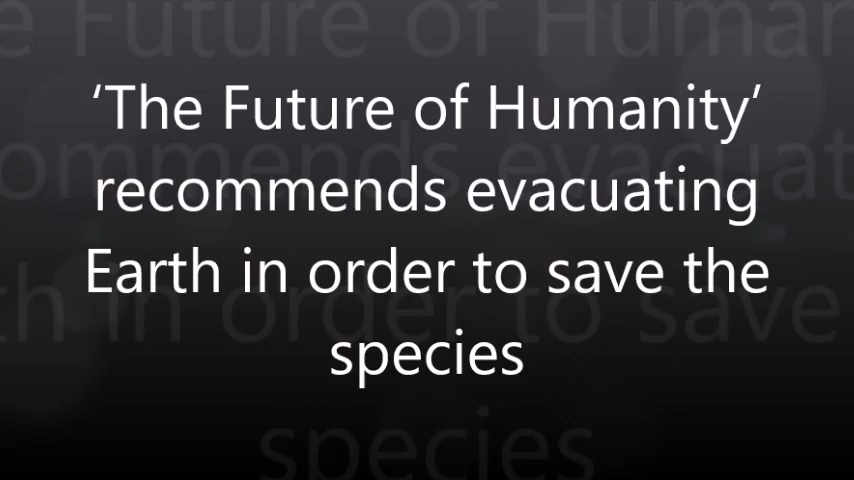 ‘The Future of Humanity’
recommends evacuating
Earth in order to save the
species